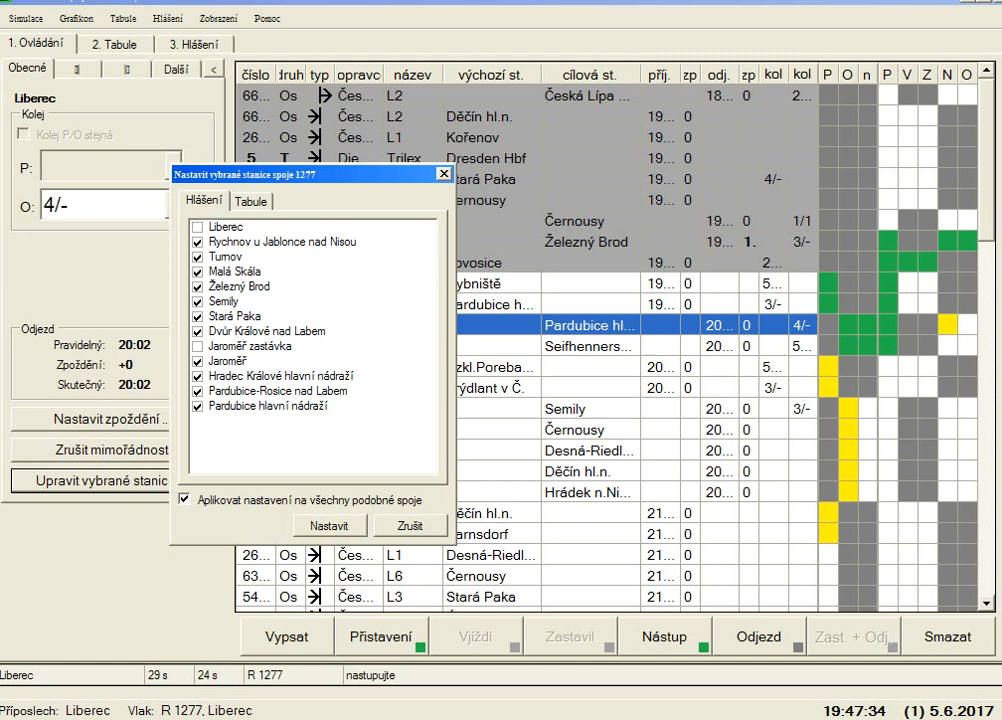 Simulace Grafikon Tabule Hlášení Zobrazení Pomoc
1. Ovládání 2. Tabule 3. Hlášení
Obecné Další <
Liberec
Kolej
Kolej P/O stejná
P:
O: 4/-
Odjezd
Pravidelný: 20:02
Zpoždění: +0
Skutečný: 20:02
Nastavit zpoždění ..
Zrušit mimořádnost
Upravit vybrané stanic
číslo druh typ opravc název výchozí st. cílová st. příj. zp odj. zp kol kol P O n P V Z N O
66... Os Čes... L2 Česká Lípa ... 18... 0 2...
66... Os Čes... L2 Děčín hl.n. 19... 0
26... Os Čes... L1 Kořenov 19... 0
5 T Die Trilex Dresden Hbf 19... 0
tará Paka 19... 0 4/-
ernousy 19... 0
Černousy 19... 0 1/1
Železný Brod 19... 1. 3/-
ovosice 19... 0 2...
ybniště 19... 0 5...
ardubice h... 19... 0 3/-
Pardubice hl... 20... 0 4/-
Seifhenners... 20... 0 5...
zkl.Poreba... 20... 0 5...
rýdlant v Č. 20... 0 3/-
Semily 20... 0 3/-
Černousy 20... 0
Desná-Riedl... 20... 0
Děčín hl.n. 20... 0
Hrádek n.Ni... 20... 0
ěčín hl.n. 21... 0
arnsdorf 21... 0
26... Os Čes... L1 Desná-Riedl... 21... 0
63... Os Čes... L6 Černousy 21... 0
54... Os Čes... L3 Stará Paka 21... 0
Nastavit vybrané stanice spoje 1277
Hlášení Tabule
Liberec
Rychnov u Jablonce nad Nisou
Turnov
Malá Skála
Železný Brod
Semily
Stará Paka
Dvůr Králové nad Labem
Jaroměř zastávka
Jaroměř
Hradec Králové hlavní nádraží
Pardubice-Rosice nad Labem
Pardubice hlavní nádraží
Aplikovat nastavení na všechny podobné spoje
Nastavit Zrušit
Vypsat Přistavení Vjíždí Zastavil Nástup Odjezd Zast. + Odj. Smazat
Liberec 29 s 24 s R 1277 nastupujte
Příposlech: Liberec Vlak: R 1277, Liberec 19:47:34 (1) 5.6.2017